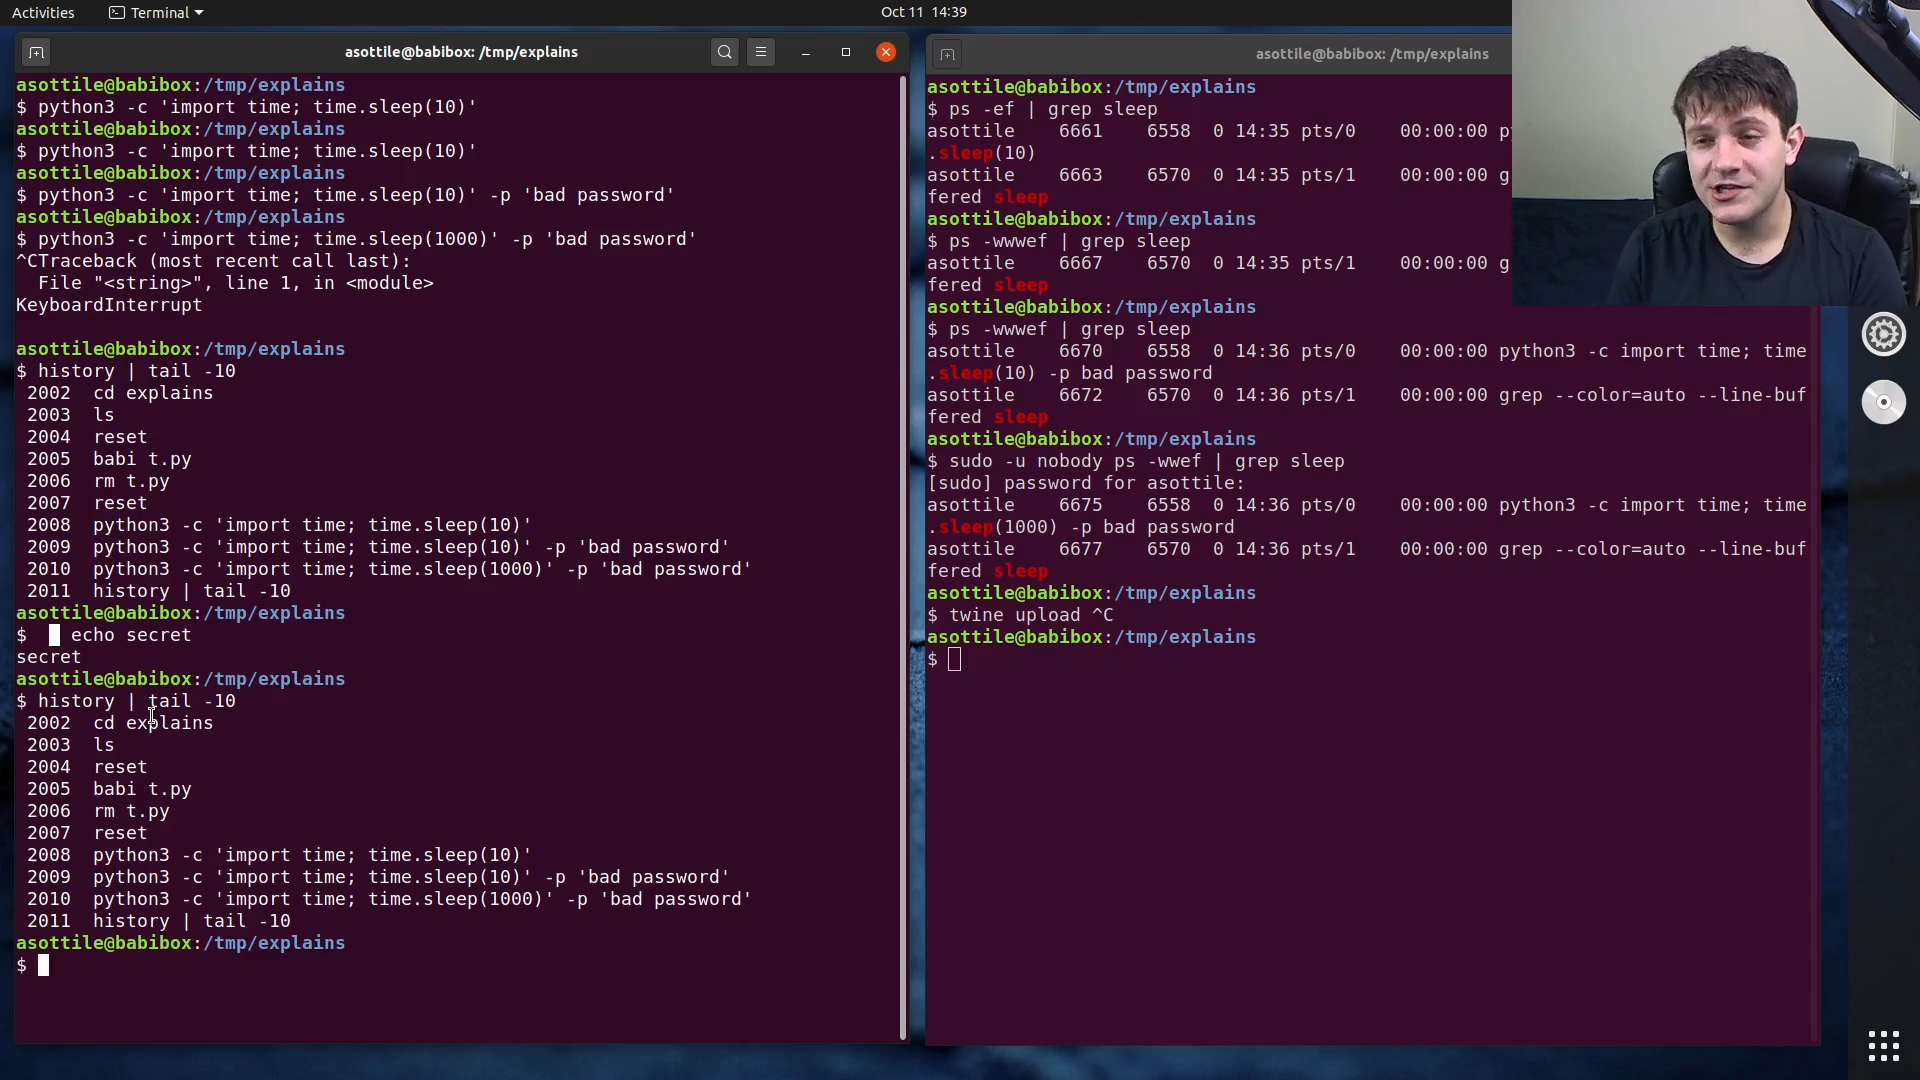 Activities
Terminal
Oct 11 14:39
asottile@babibox: /tmp/explains
asottile@babibox:/tmp/explains
$ python3 -c 'import time; time.sleep(10)'
asottile@babibox:/tmp/explains
$ python3 -c 'import time; time.sleep(10)'
asottile@babibox:/tmp/explains
$ python3 -c 'import time; time.sleep(10)' -p 'bad password'
asottile@babibox:/tmp/explains
$ python3 -c 'import time; time.sleep(1000)' -p 'bad password'
^CTraceback (most recent call last):
  File "<string>", line 1, in <module>
KeyboardInterrupt
asottile@babibox:/tmp/explains
$ history | tail -10
 2002  cd explains
 2003  ls
 2004  reset
 2005  babi t.py
 2006  rm t.py
 2007  reset
 2008  python3 -c 'import time; time.sleep(10)'
 2009  python3 -c 'import time; time.sleep(10)' -p 'bad password'
 2010  python3 -c 'import time; time.sleep(1000)' -p 'bad password'
 2011  history | tail -10
asottile@babibox:/tmp/explains
$    echo secret
secret
asottile@babibox:/tmp/explains
$ history | tail -10
 2002  cd explains
 2003  ls
 2004  reset
 2005  babi t.py
 2006  rm t.py
 2007  reset
 2008  python3 -c 'import time; time.sleep(10)'
 2009  python3 -c 'import time; time.sleep(10)' -p 'bad password'
 2010  python3 -c 'import time; time.sleep(1000)' -p 'bad password'
 2011  history | tail -10
asottile@babibox:/tmp/explains
$
asottile@babibox: /tmp/explains
asottile@babibox:/tmp/explains
$ ps -ef | grep sleep
asottile    6661    6558  0 14:35 pts/0    00:00:00 p
.sleep(10)
asottile    6663    6570  0 14:35 pts/1    00:00:00 g
fered sleep
asottile@babibox:/tmp/explains
$ ps -wwwef | grep sleep
asottile    6667    6570  0 14:35 pts/1    00:00:00 g
fered sleep
asottile@babibox:/tmp/explains
$ ps -wwwef | grep sleep
asottile    6670    6558  0 14:36 pts/0    00:00:00 python3 -c import time; time
.sleep(10) -p bad password
asottile    6672    6570  0 14:36 pts/1    00:00:00 grep --color=auto --line-buf
fered sleep
asottile@babibox:/tmp/explains
$ sudo -u nobody ps -wwef | grep sleep
[sudo] password for asottile:
asottile    6675    6558  0 14:36 pts/0    00:00:00 python3 -c import time; time
.sleep(1000) -p bad password
asottile    6677    6570  0 14:36 pts/1    00:00:00 grep --color=auto --line-buf
fered sleep
asottile@babibox:/tmp/explains
$ twine upload ^C
asottile@babibox:/tmp/explains
$